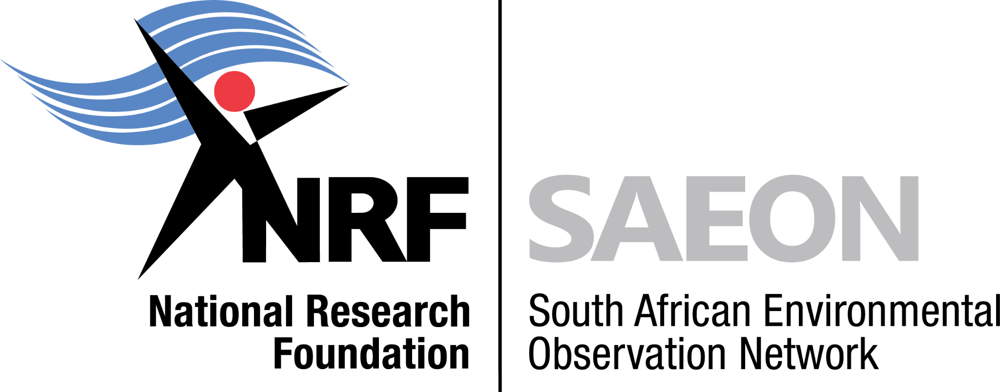 NRF
National Research
Foundation
SAEON
South African Environmental
Observation Network